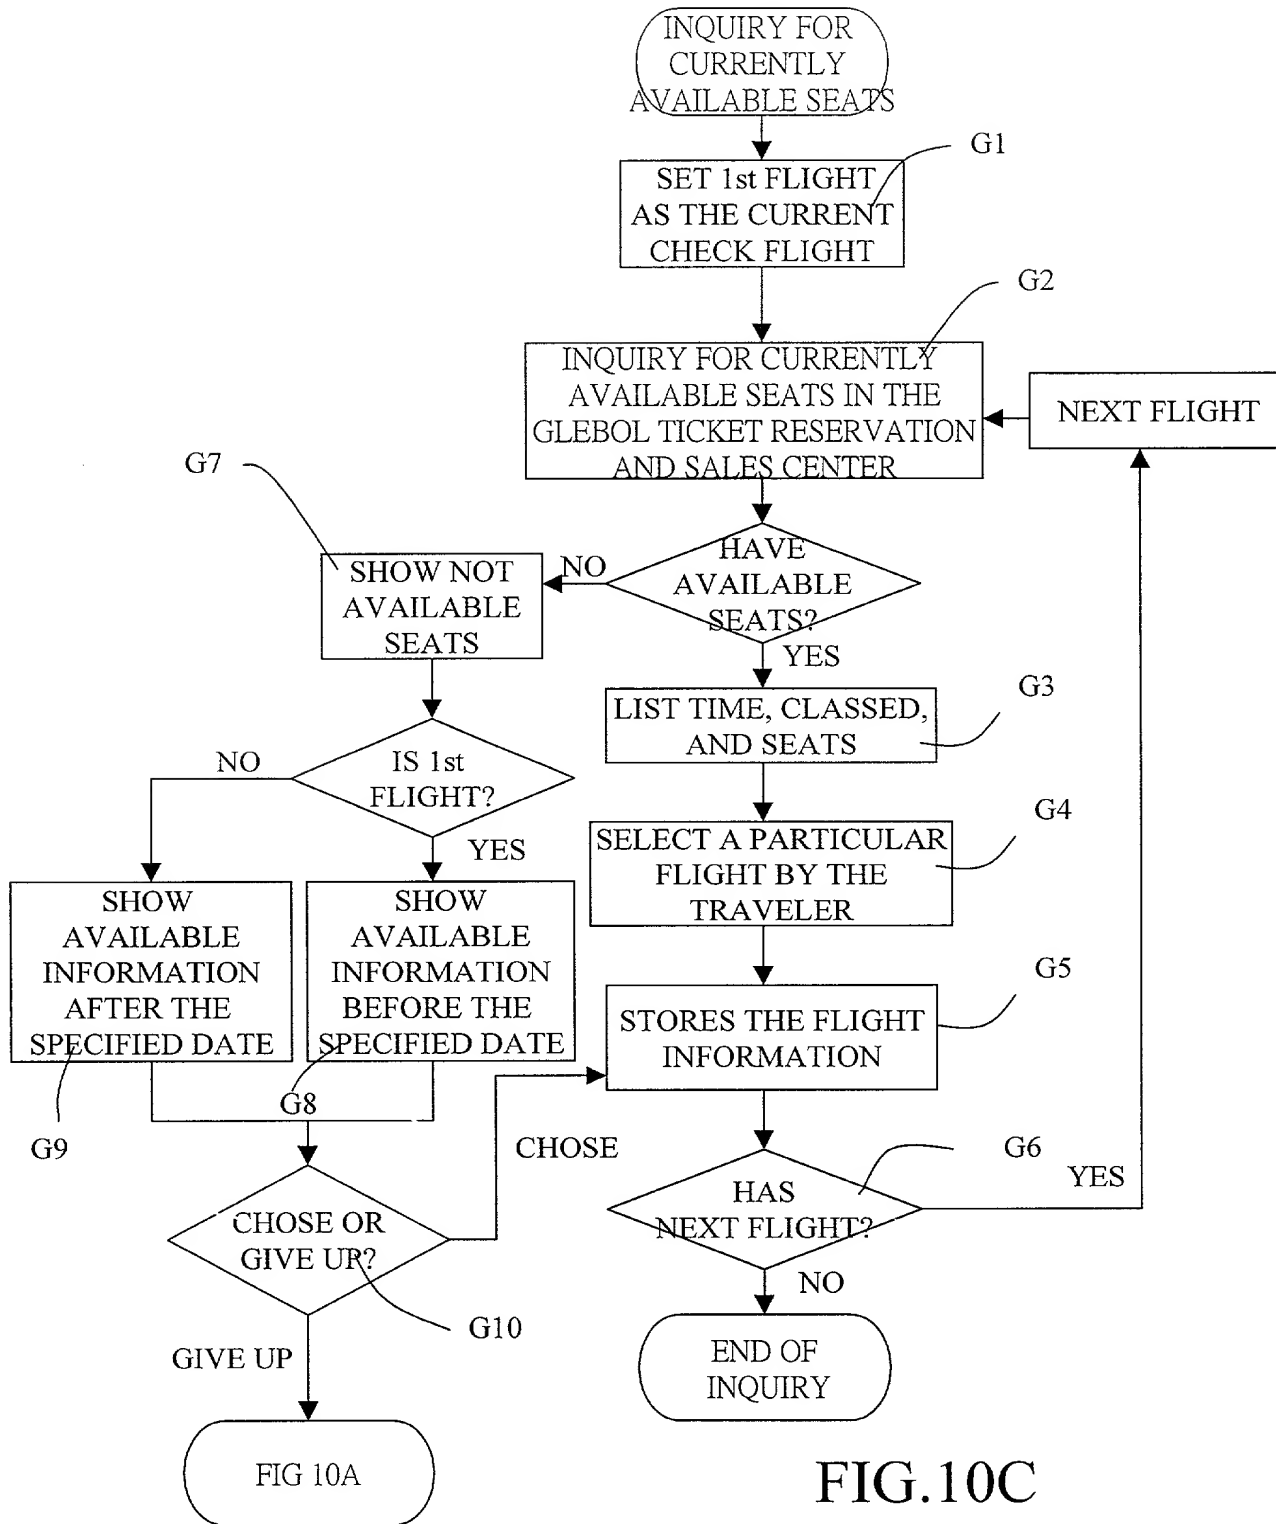 INQUIRY FOR
CURRENTLY
AVAILABLE SEATS
G1
SET 1st FLIGHT
AS THE CURRENT
CHECK FLIGHT
G2
INQUIRY FOR CURRENTLY
AVAILABLE SEATS IN THE
GLEBOL TICKET RESERVATION
AND SALES CENTER
NEXT FLIGHT
G7
HAVE
AVAILABLE
SEATS?
NO
SHOW NOT
AVAILABLE
SEATS
YES
G3
LIST TIME, CLASSED,
AND SEATS
NO
IS 1st
FLIGHT?
YES
G4
SELECT A PARTICULAR
FLIGHT BY THE
TRAVELER
SHOW
AVAILABLE
INFORMATION
AFTER THE
SPECIFIED DATE
SHOW
AVAILABLE
INFORMATION
BEFORE THE
SPECIFIED DATE
G5
STORES THE FLIGHT
INFORMATION
G8
G9
CHOSE
G6
YES
HAS
NEXT FLIGHT?
CHOSE OR
GIVE UP?
NO
G10
GIVE UP
END OF
INQUIRY
FIG 10A
FIG.10C